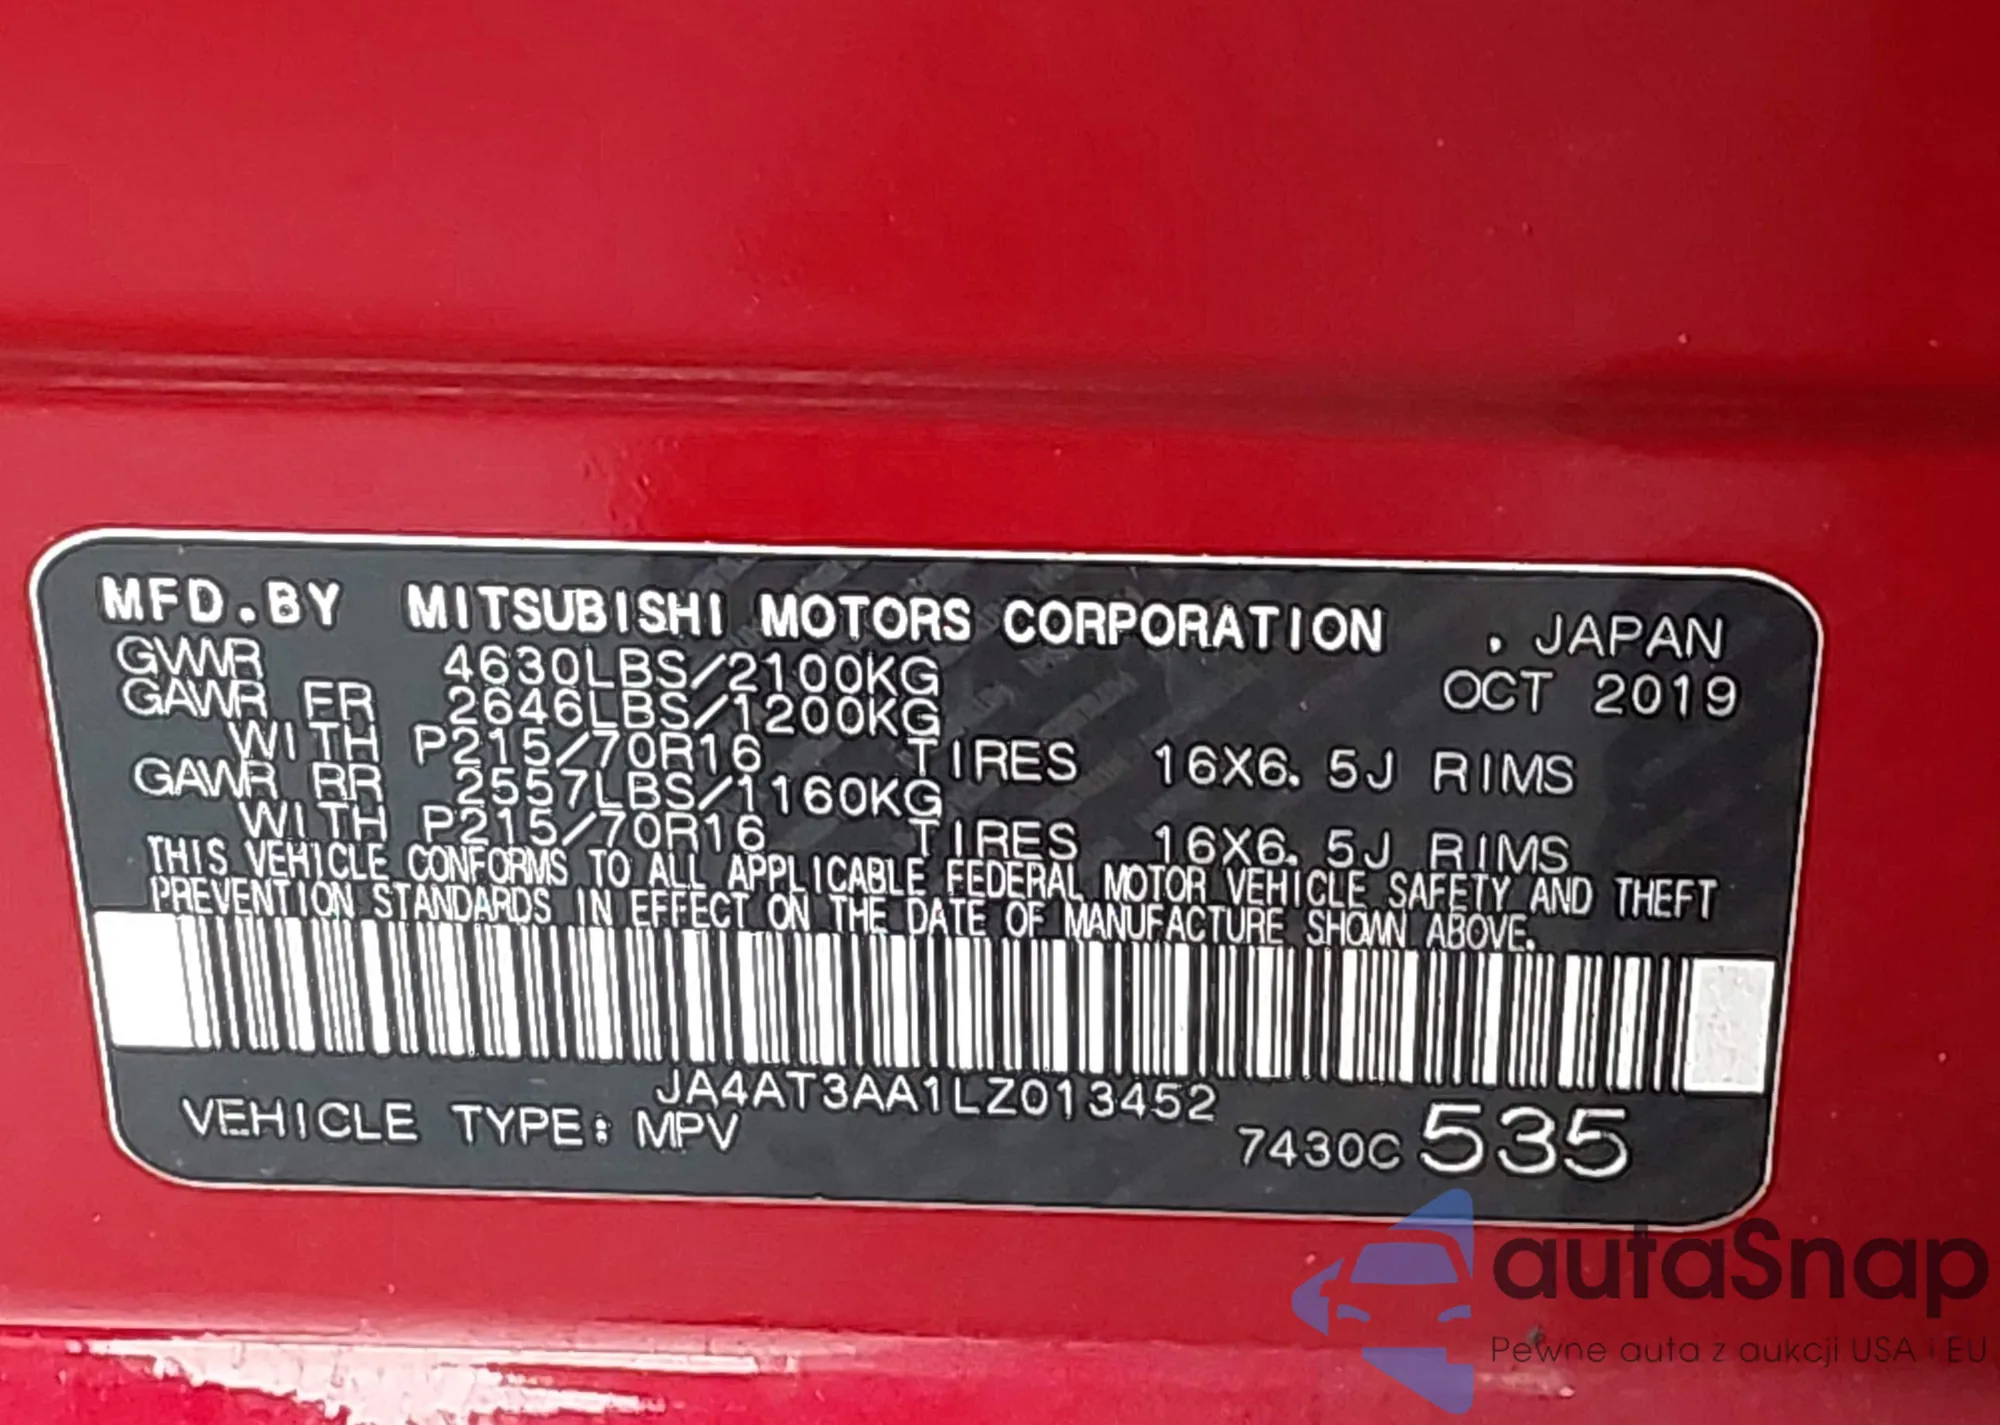 MFD.BY MITSUBISHI MOTORS CORPORATION . JAPAN
GVWR 4630LBS/2100KG OCT 2019
GAWR FR 2646LBS/1200KG
WITH P215/70R16 TIRES 16X6.5J RIMS
GAWR RR 2557LBS/1160KG
WITH P215/70R16 TIRES 16X6.5J RIMS
THIS VEHICLE CONFORMS TO ALL APPLICABLE FEDERAL MOTOR VEHICLE SAFETY AND THEFT
PREVENTION STANDARDS IN EFFECT ON THE DATE OF MANUFACTURE SHOWN ABOVE.
JA4AT3AA1LZ013452
VEHICLE TYPE: MPV 7430C 535
autaSnap
Pewne auta z aukcji USA i EU